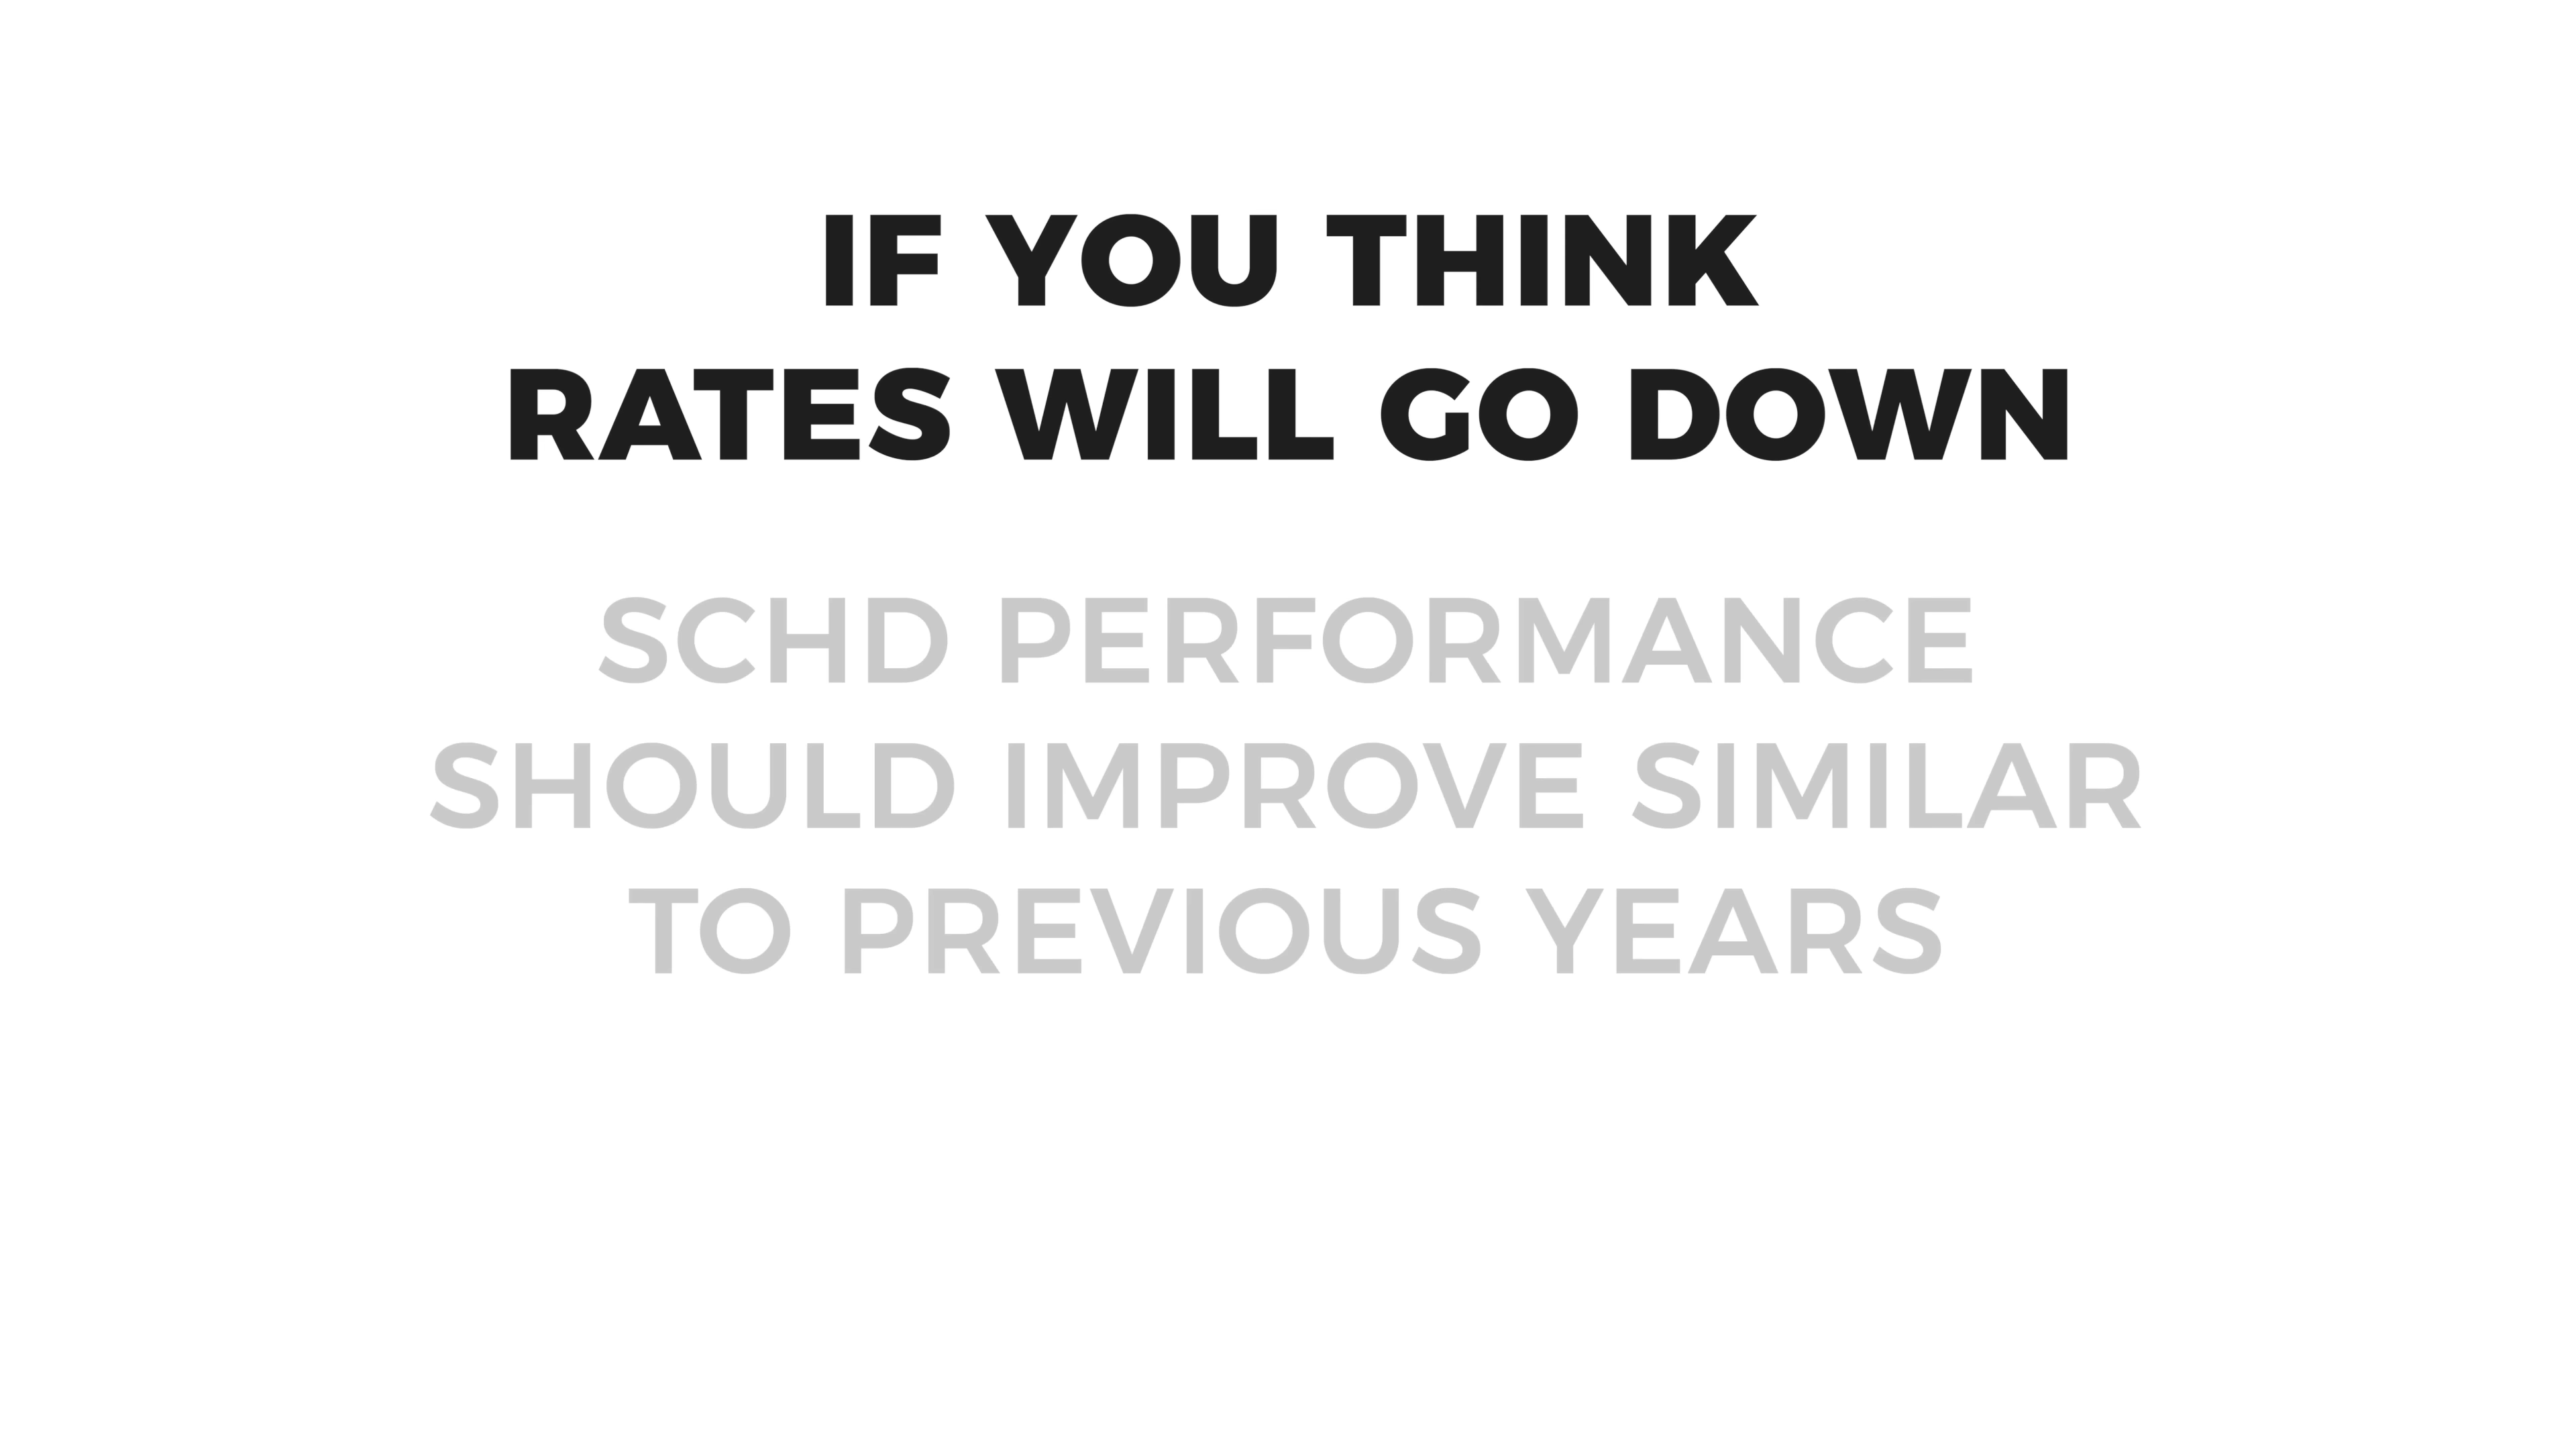 IF YOU THINK
RATES WILL GO DOWN
SCHD PERFORMANCE
SHOULD IMPROVE SIMILAR
TO PREVIOUS YEARS